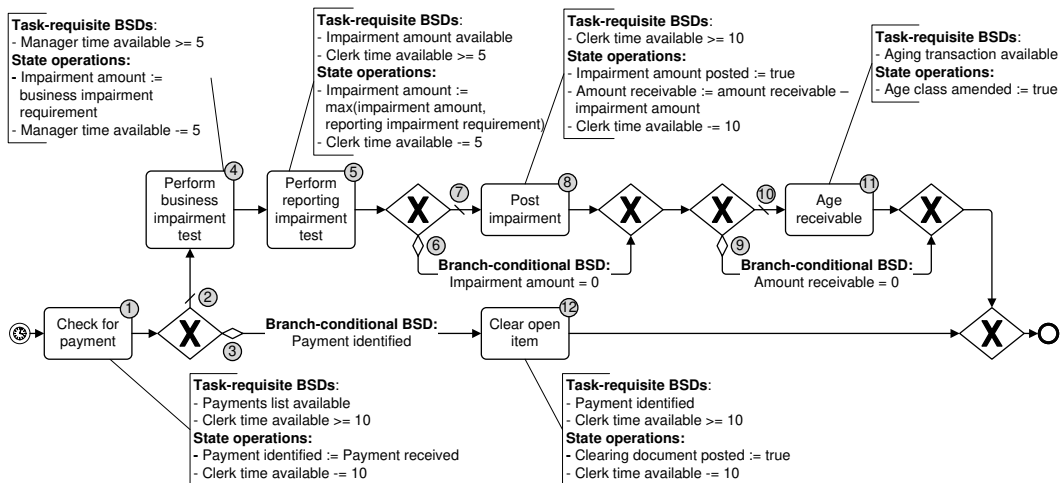 Task-requisite BSDs:
- Manager time available >= 5
State operations:
- Impairment amount :=
business impairment
requirement
- Manager time available -= 5
Task-requisite BSDs:
- Impairment amount available
- Clerk time available >= 5
State operations:
- Impairment amount :=
max(impairment amount,
reporting impairment requirement)
- Clerk time available -= 5
Task-requisite BSDs:
- Clerk time available >= 10
State operations:
- Impairment amount posted := true
- Amount receivable := amount receivable –
impairment amount
- Clerk time available -= 10
Task-requisite BSDs:
- Aging transaction available
State operations:
- Age class amended := true
4
Perform
business
impairment
test
5
Perform
reporting
impairment
test
X
7
6
8
Post
impairment
X
X
10
9
11
Age
receivable
X
Branch-conditional BSD:
Impairment amount = 0
Branch-conditional BSD:
Amount receivable = 0
1
Check for
payment
2
X
3
Branch-conditional BSD:
Payment identified
12
Clear open
item
X
Task-requisite BSDs:
- Payments list available
- Clerk time available >= 10
State operations:
- Payment identified := Payment received
- Clerk time available -= 10
Task-requisite BSDs:
- Payment identified
- Clerk time available >= 10
State operations:
- Clearing document posted := true
- Clerk time available -= 10